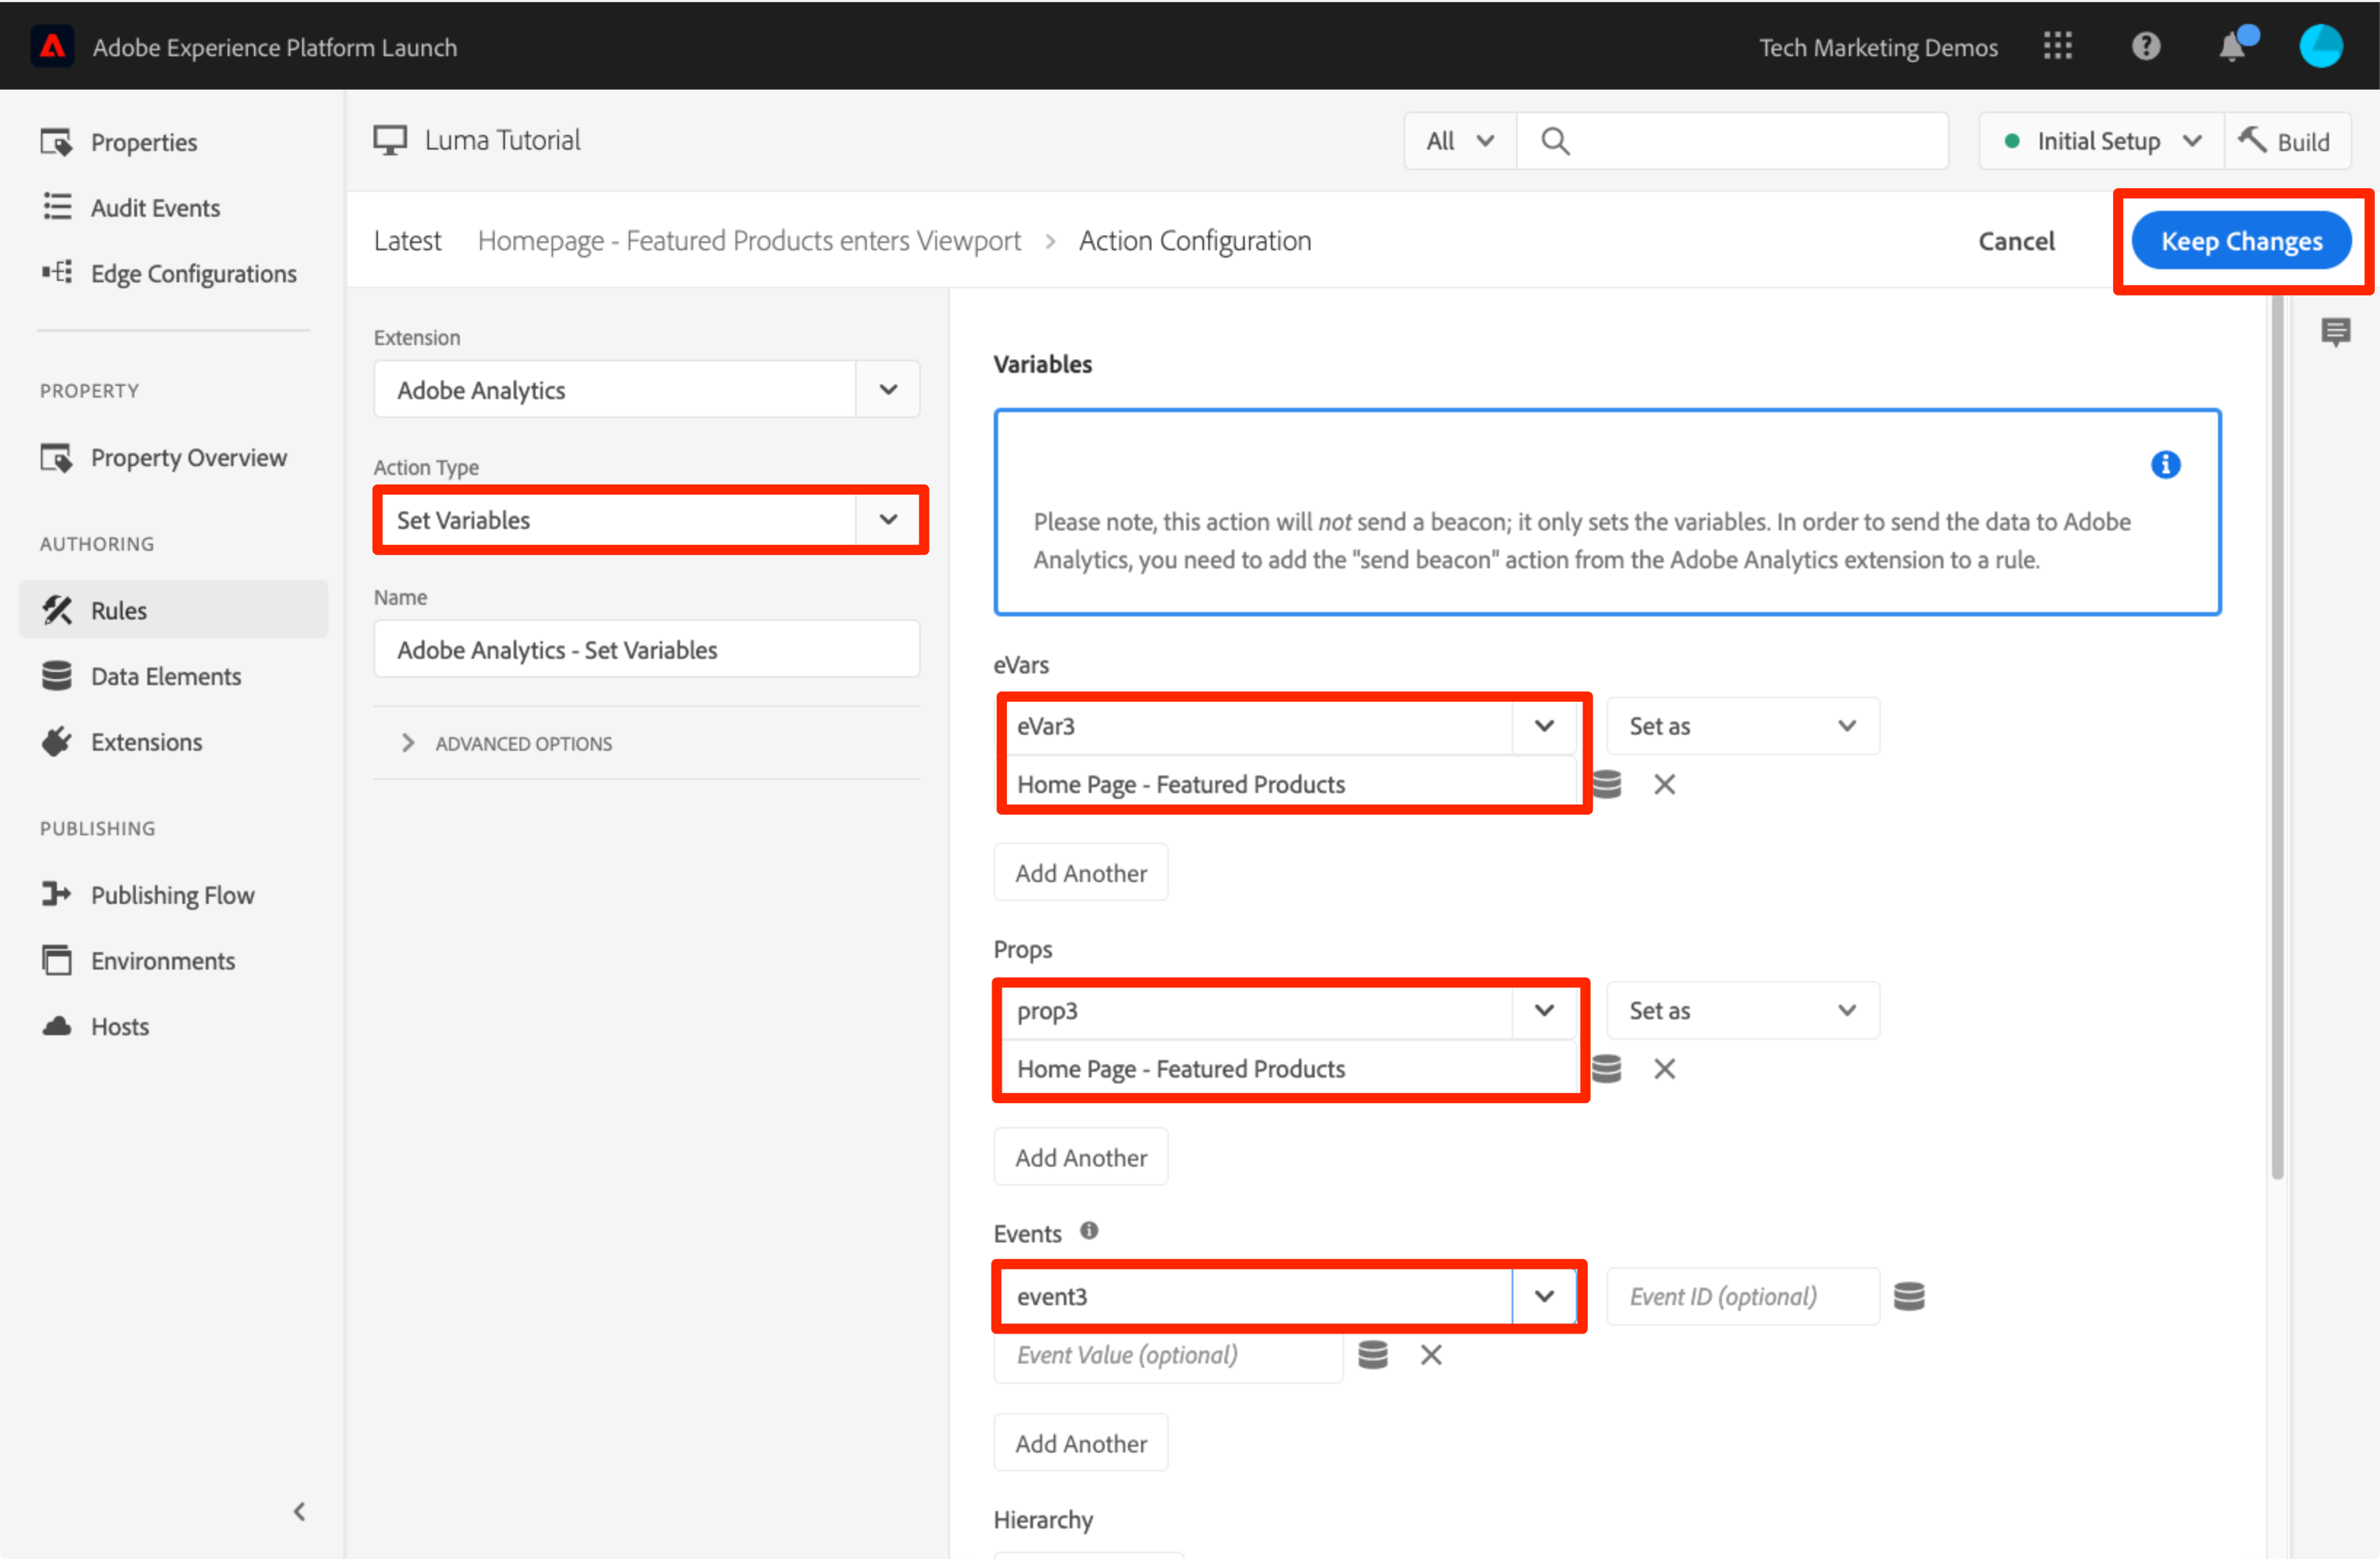 Adobe Experience Platform Launch
Tech Marketing Demos
Properties
Audit Events
Edge Configurations
PROPERTY
Property Overview
AUTHORING
Rules
Data Elements
Extensions
PUBLISHING
Publishing Flow
Environments
Hosts
Luma Tutorial
All
Initial Setup
Build
Latest Homepage - Featured Products enters Viewport > Action Configuration
Cancel
Keep Changes
Extension
Adobe Analytics
Action Type
Set Variables
Name
Adobe Analytics - Set Variables
ADVANCED OPTIONS
Variables
Please note, this action will not send a beacon; it only sets the variables. In order to send the data to Adobe
Analytics, you need to add the "send beacon" action from the Adobe Analytics extension to a rule.
eVars
eVar3
Set as
Home Page - Featured Products
Add Another
Props
prop3
Set as
Home Page - Featured Products
Add Another
Events
event3
Event ID (optional)
Event Value (optional)
Add Another
Hierarchy